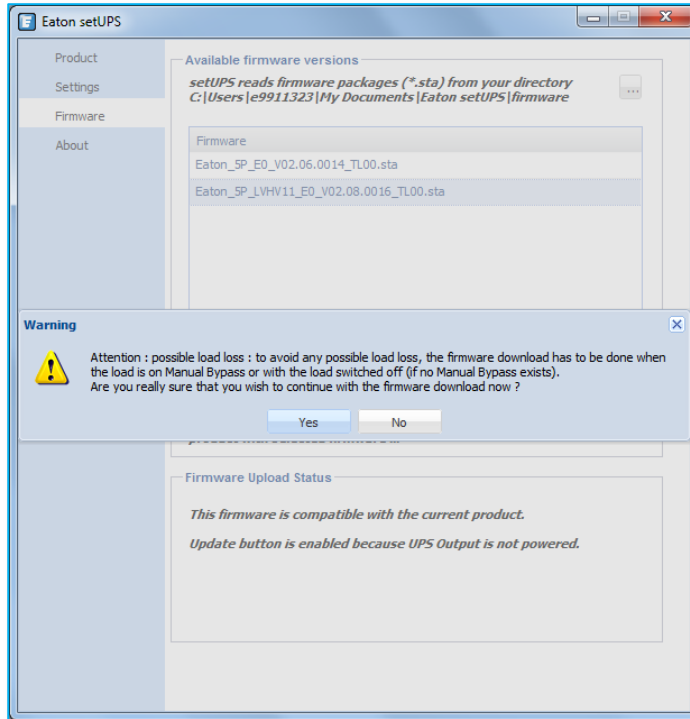 Eaton setUPS
Product
Settings
Firmware
About
Available firmware versions
setUPS reads firmware packages (*.sta) from your directory
C:|Users|e9911323|My Documents|Eaton setUPS|firmware
...
Firmware
Eaton_5P_E0_V02.06.0014_TL00.sta
Eaton_5P_LVHV11_E0_V02.08.0016_TL00.sta
Warning
Attention : possible load loss : to avoid any possible load loss, the firmware download has to be done when
the load is on Manual Bypass or with the load switched off (if no Manual Bypass exists).
Are you really sure that you wish to continue with the firmware download now ?
Yes
No
Firmware Upload Status
This firmware is compatible with the current product.
Update button is enabled because UPS Output is not powered.